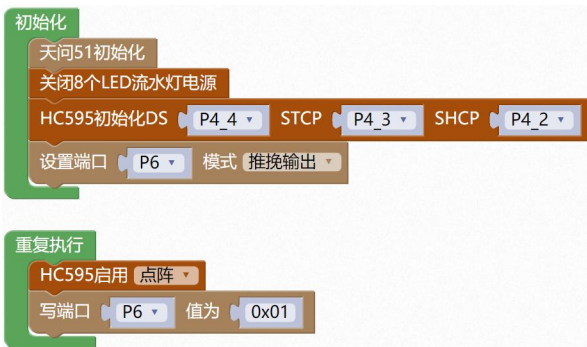 初始化
天问51初始化
关闭8个LED流水灯电源
HC595初始化DS P4_4 STCP P4_3 SHCP P4_2
设置端口 P6 模式 推挽输出
重复执行
HC595启用 点阵
写端口 P6 值为 0x01